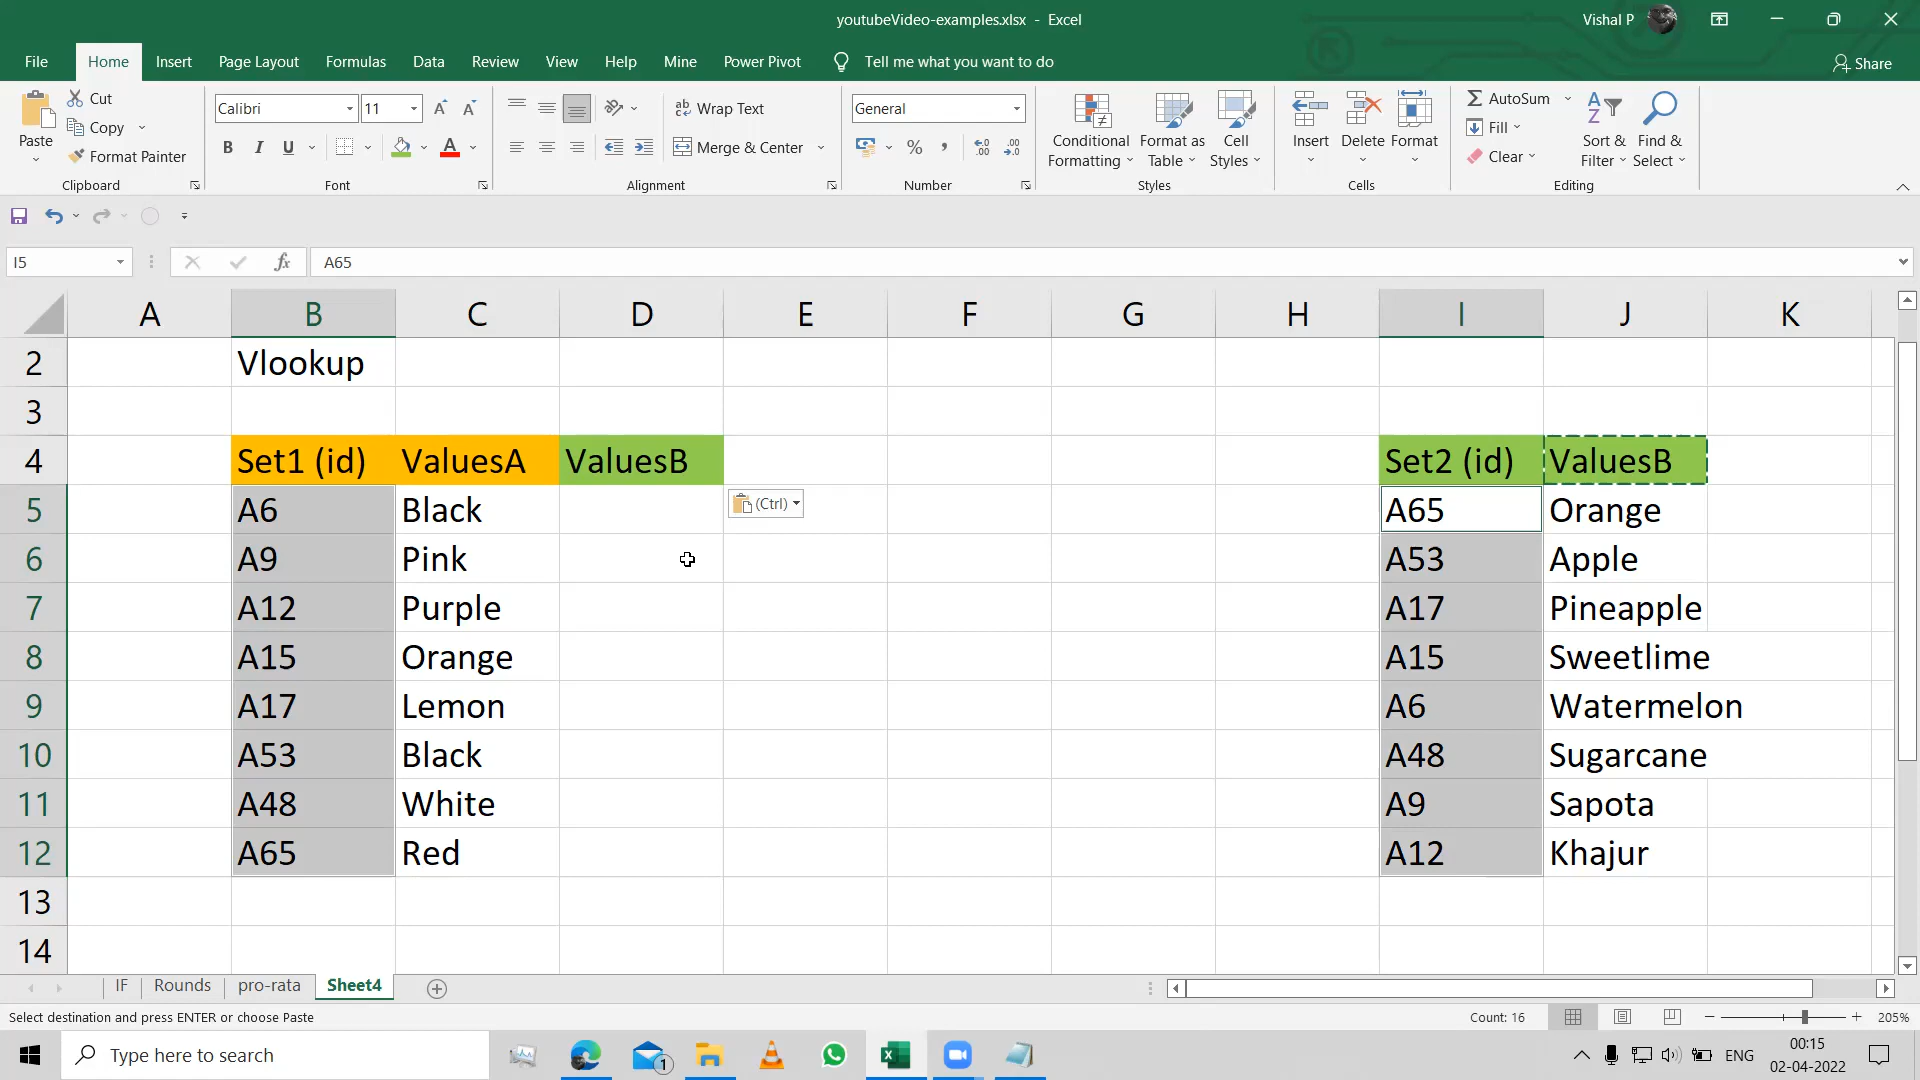 youtubeVideo-examples.xlsx - Excel
Vishal P
File Home Insert Page Layout Formulas Data Review View Help Mine Power Pivot Tell me what you want to do
Share
Paste
Cut
Copy
Format Painter
Clipboard
Calibri 11
B I U
Font
Wrap Text
Merge & Center
Alignment
General
Number
Conditional Formatting
Format as Table
Cell Styles
Styles
Insert Delete Format
Cells
AutoSum
Fill
Clear
Sort & Filter
Find & Select
Editing
I5 fx A65
A B C D E F G H I J K
2 Vlookup
3
4 Set1 (id) ValuesA ValuesB Set2 (id) ValuesB
5 A6 Black (Ctrl) A65 Orange
6 A9 Pink A53 Apple
7 A12 Purple A17 Pineapple
8 A15 Orange A15 Sweetlime
9 A17 Lemon A6 Watermelon
10 A53 Black A48 Sugarcane
11 A48 White A9 Sapota
12 A65 Red A12 Khajur
13
14
IF Rounds pro-rata Sheet4
Select destination and press ENTER or choose Paste
Count: 16
205%
Type here to search
1
ENG
00:15
02-04-2022